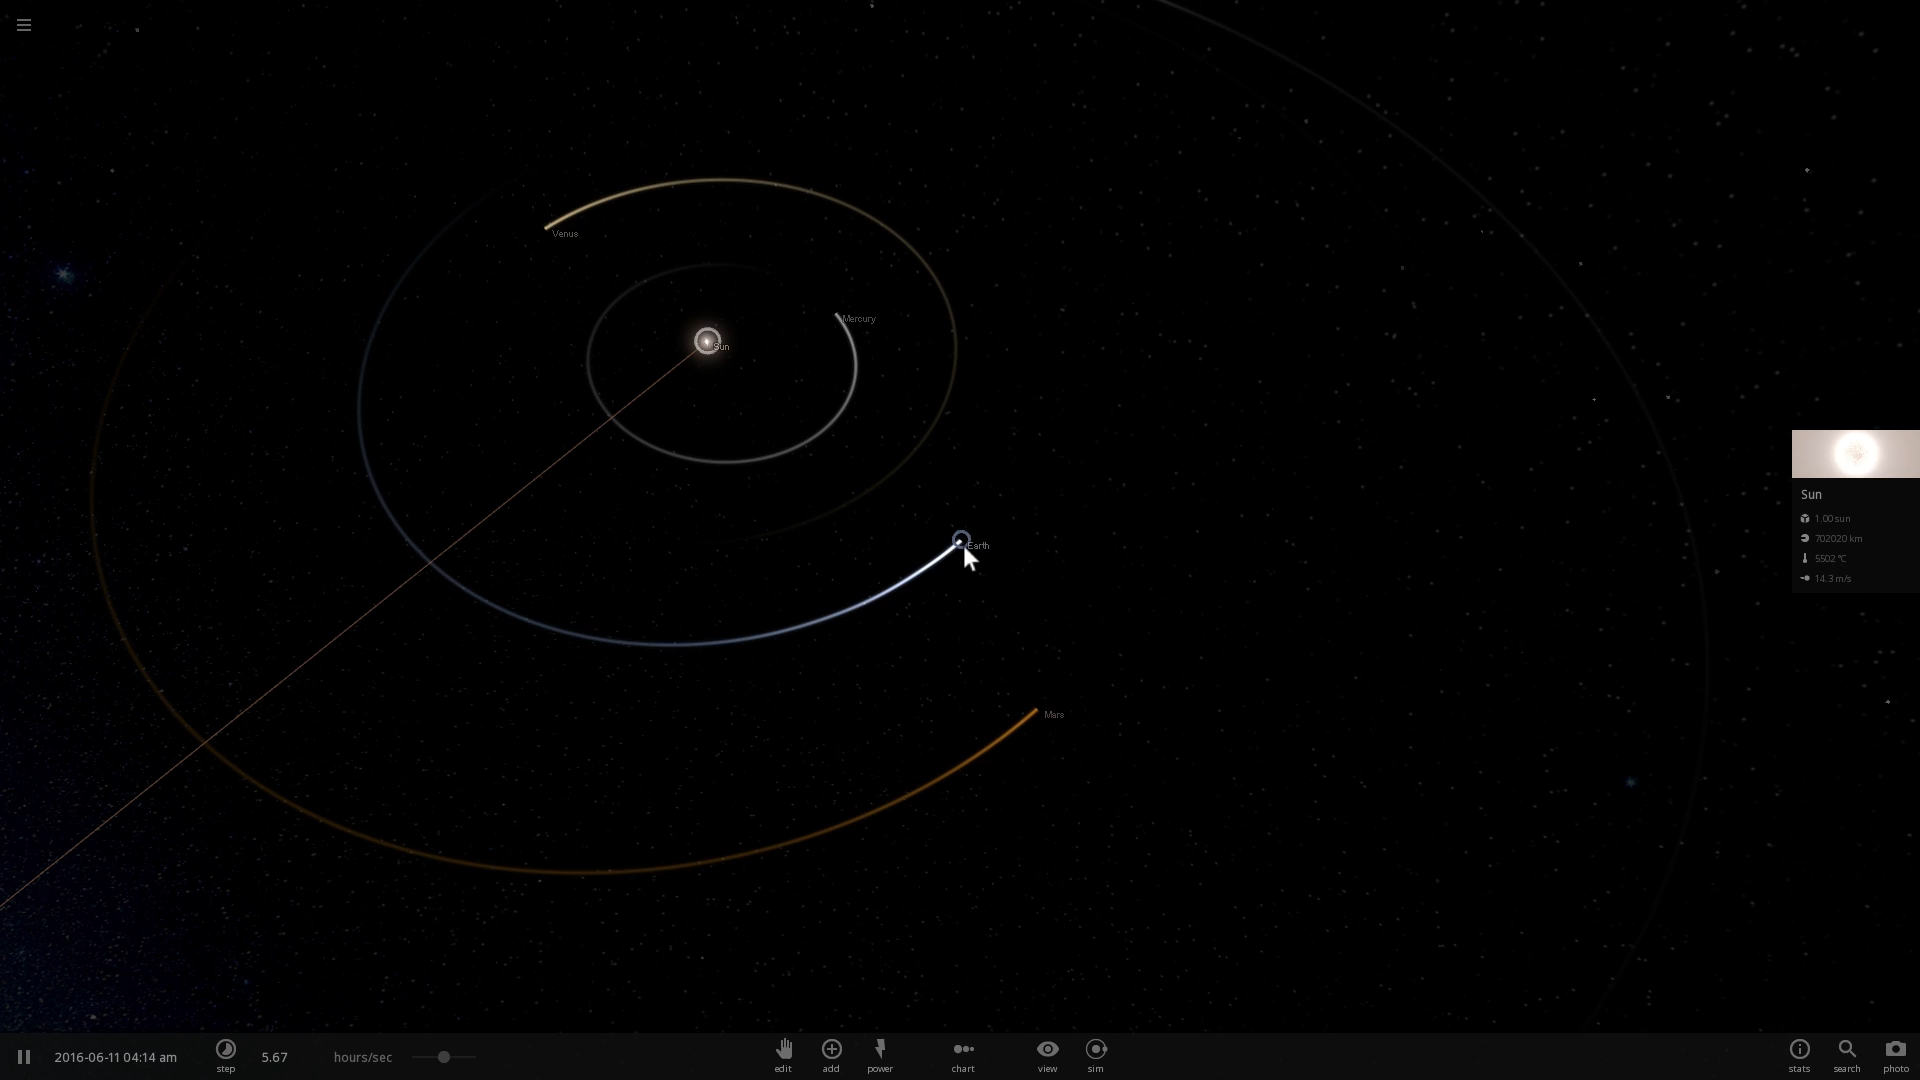 Venus
Mercury
Sun
Earth
Mars
Sun
1.00 sun
702020 km
5502 °C
14.3 m/s
2016-06-11 04:14 am
step
5.67
hours/sec
edit
add
power
chart
view
sim
stats
search
photo